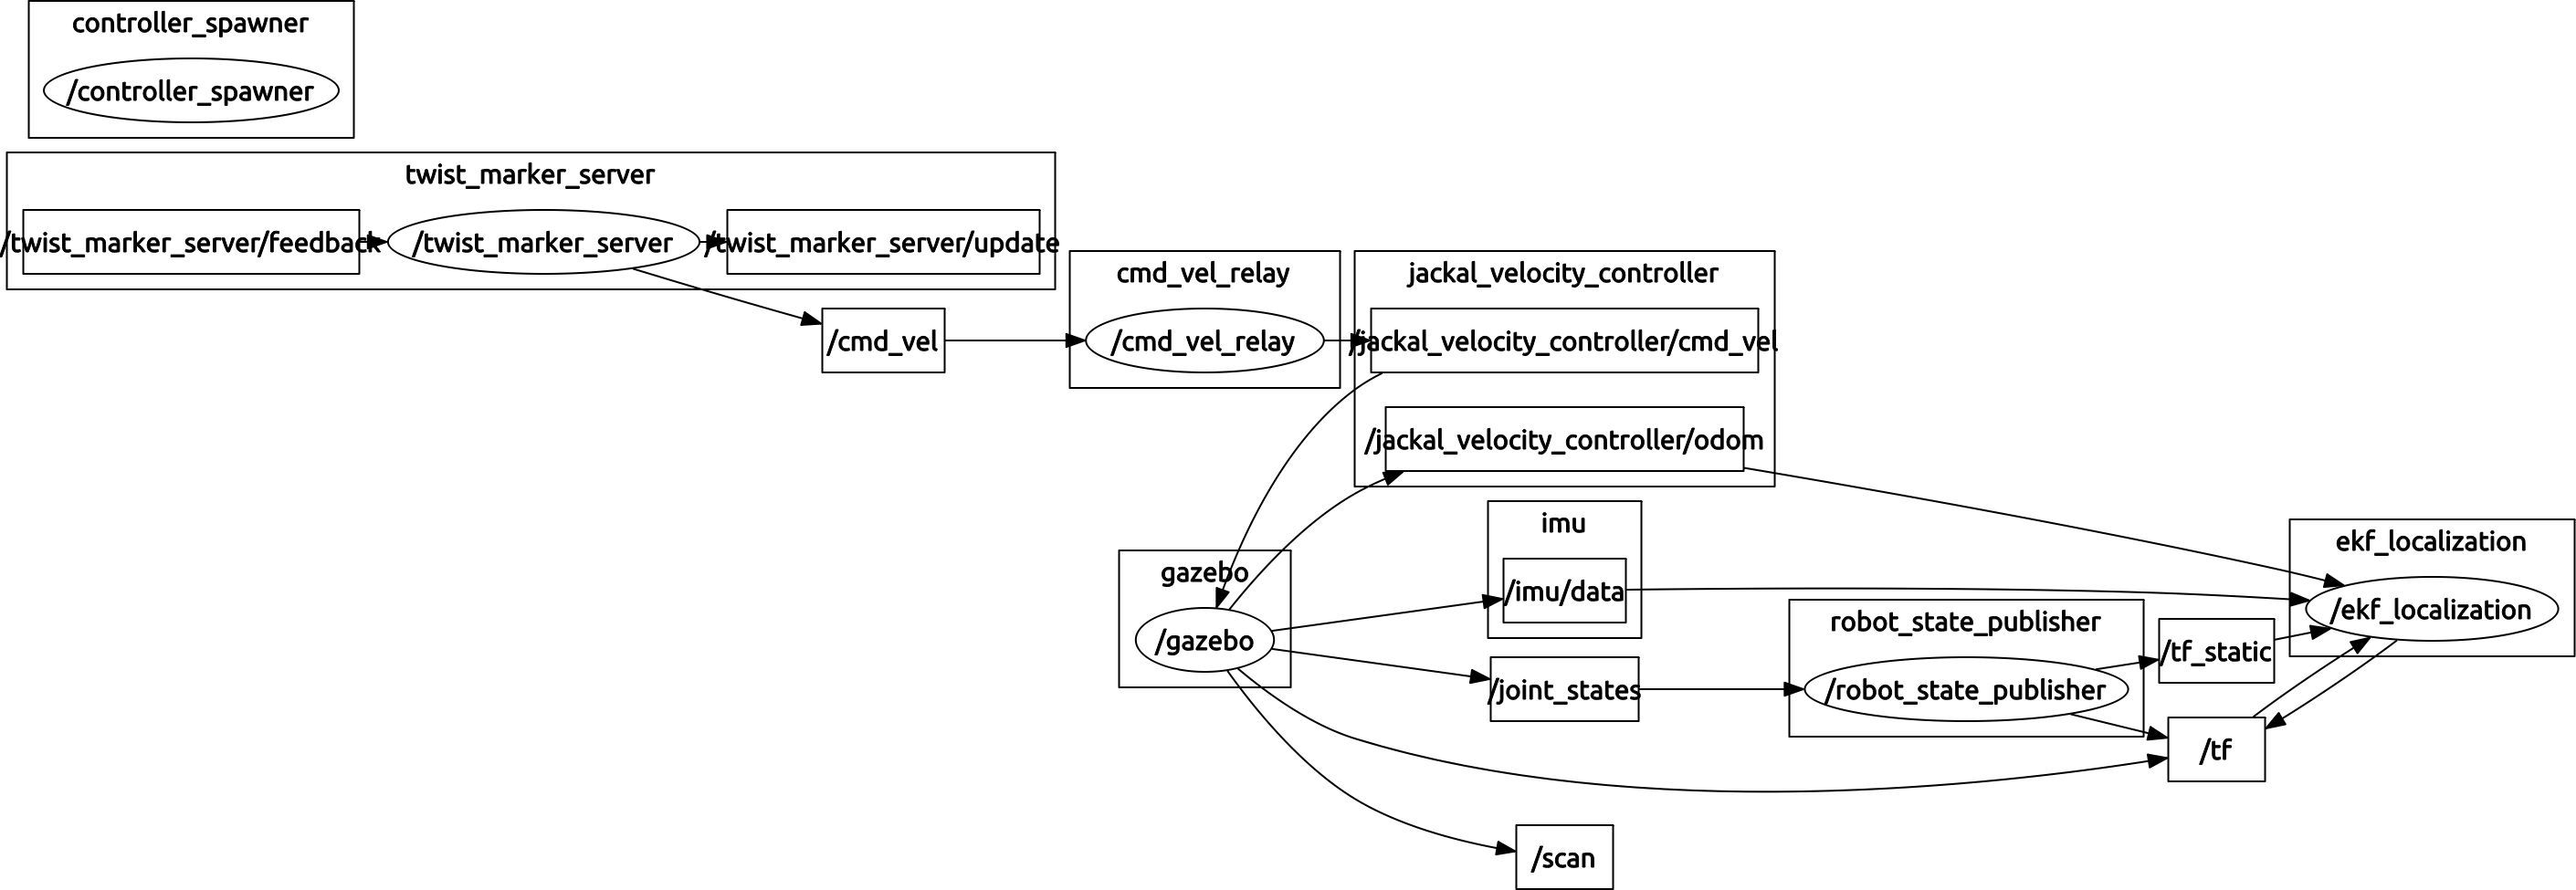 controller_spawner
/controller_spawner
twist_marker_server
/twist_marker_server/feedback
/twist_marker_server
/twist_marker_server/update
/cmd_vel
cmd_vel_relay
/cmd_vel_relay
jackal_velocity_controller
/jackal_velocity_controller/cmd_vel
/jackal_velocity_controller/odom
gazebo
/gazebo
imu
/imu/data
/joint_states
robot_state_publisher
/robot_state_publisher
/tf_static
/tf
ekf_localization
/ekf_localization
/scan